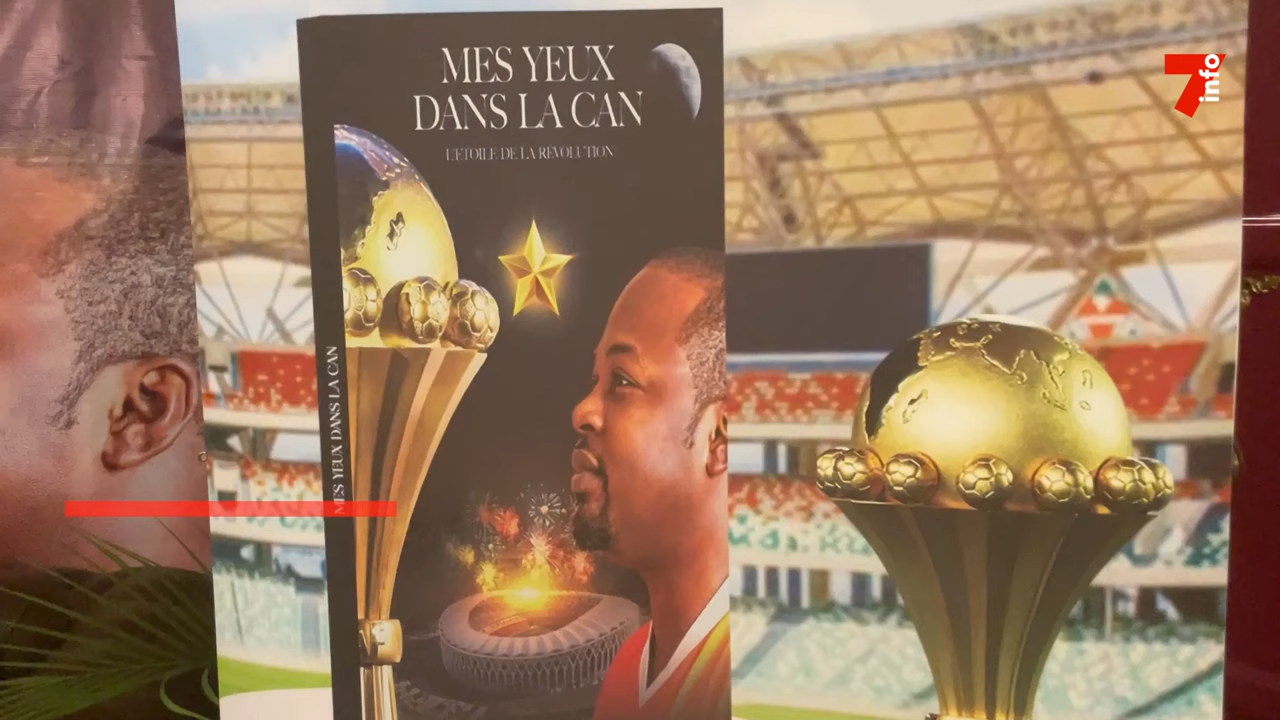 MES YEUX
DANS LA CAN
L'ETOILE DE LA REVOLUTION
MES YEUX DANS LA CAN
7info